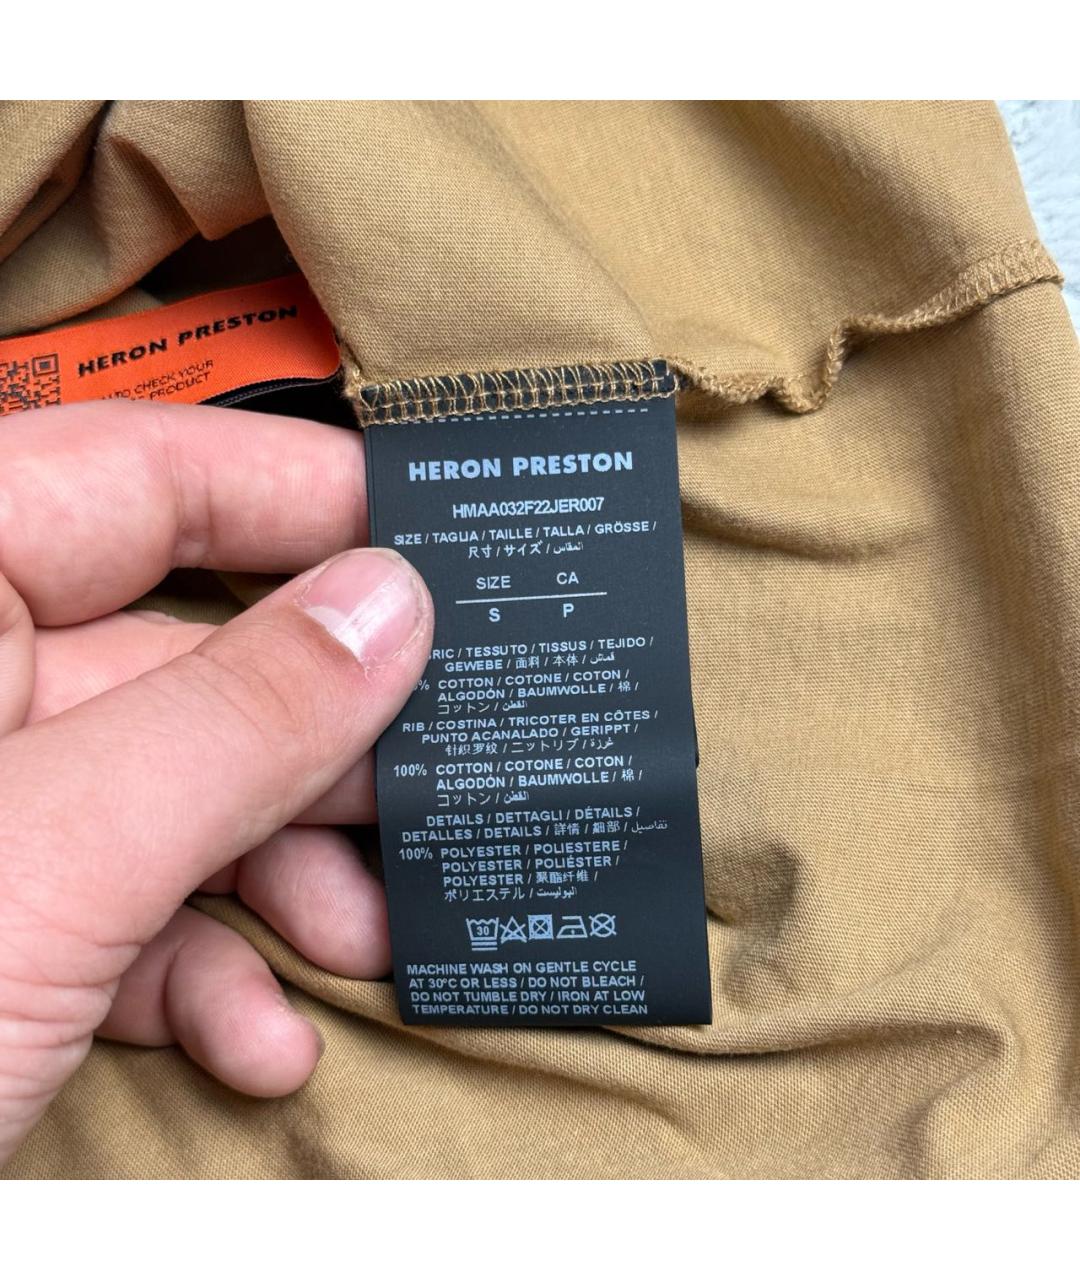 HERON PRESTON
TO CHECK YOUR
PRODUCT
HERON PRESTON
HMAA032F22JER007
SIZE / TAGLIA / TAILLE / TALLA / GRÖSSE /
尺寸 / サイズ / المقاس
SIZE CA
S P
TESSUTO / TISSUS / TEJIDO /
GEWEBE / 面料 / 本体 / قماش
% COTTON / COTONE / COTON /
ALGODÓN / BAUMWOLLE / 棉 /
コットン / القطن
RIB / COSTINA / TRICOTER EN CÔTES /
PUNTO ACANALADO / GERIPPT /
针织罗纹 / ニットリブ / غرزة
100% COTTON / COTONE / COTON /
ALGODÓN / BAUMWOLLE / 棉 /
コットン / القطن
DETAILS / DETTAGLI / DÉTAILS /
DETALLES / DETAILS / 詳情 / 細部 / تفاصيل
100% POLYESTER / POLIESTERE /
POLYESTER / POLIÉSTER /
POLYESTER / 聚酯纤维 /
ポリエステル / البوليستر
30
MACHINE WASH ON GENTLE CYCLE
AT 30°C OR LESS / DO NOT BLEACH /
DO NOT TUMBLE DRY / IRON AT LOW
TEMPERATURE / DO NOT DRY CLEAN